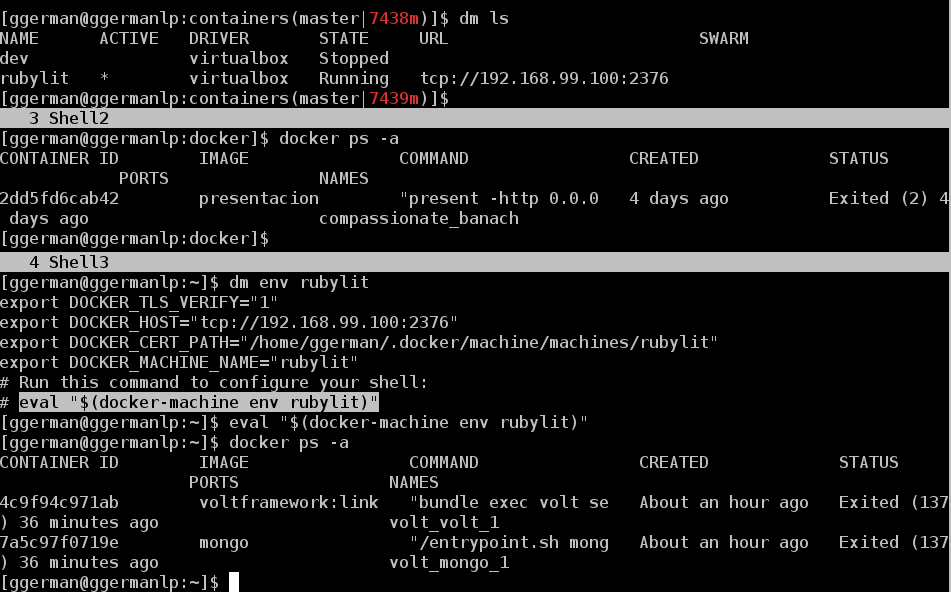 [ggerman@ggermanlp:containers(master|7438m)]$ dm ls
NAME      ACTIVE   DRIVER       STATE     URL                         SWARM
dev                virtualbox   Stopped
rubylit   *        virtualbox   Running   tcp://192.168.99.100:2376
[ggerman@ggermanlp:containers(master|7439m)]$
   3 Shell2
[ggerman@ggermanlp:docker]$ docker ps -a
CONTAINER ID        IMAGE               COMMAND                CREATED             STATUS
            PORTS               NAMES
2dd5fd6cab42        presentacion        "present -http 0.0.0   4 days ago          Exited (2) 4
 days ago                       compassionate_banach
[ggerman@ggermanlp:docker]$
   4 Shell3
[ggerman@ggermanlp:~]$ dm env rubylit
export DOCKER_TLS_VERIFY="1"
export DOCKER_HOST="tcp://192.168.99.100:2376"
export DOCKER_CERT_PATH="/home/ggerman/.docker/machine/machines/rubylit"
export DOCKER_MACHINE_NAME="rubylit"
# Run this command to configure your shell:
# eval "$(docker-machine env rubylit)"
[ggerman@ggermanlp:~]$ eval "$(docker-machine env rubylit)"
[ggerman@ggermanlp:~]$ docker ps -a
CONTAINER ID        IMAGE                COMMAND                CREATED             STATUS
                   PORTS               NAMES
4c9f94c971ab        voltframework:link   "bundle exec volt se   About an hour ago   Exited (137
) 36 minutes ago                       volt_volt_1
7a5c97f0719e        mongo                "/entrypoint.sh mong   About an hour ago   Exited (137
) 36 minutes ago                       volt_mongo_1
[ggerman@ggermanlp:~]$